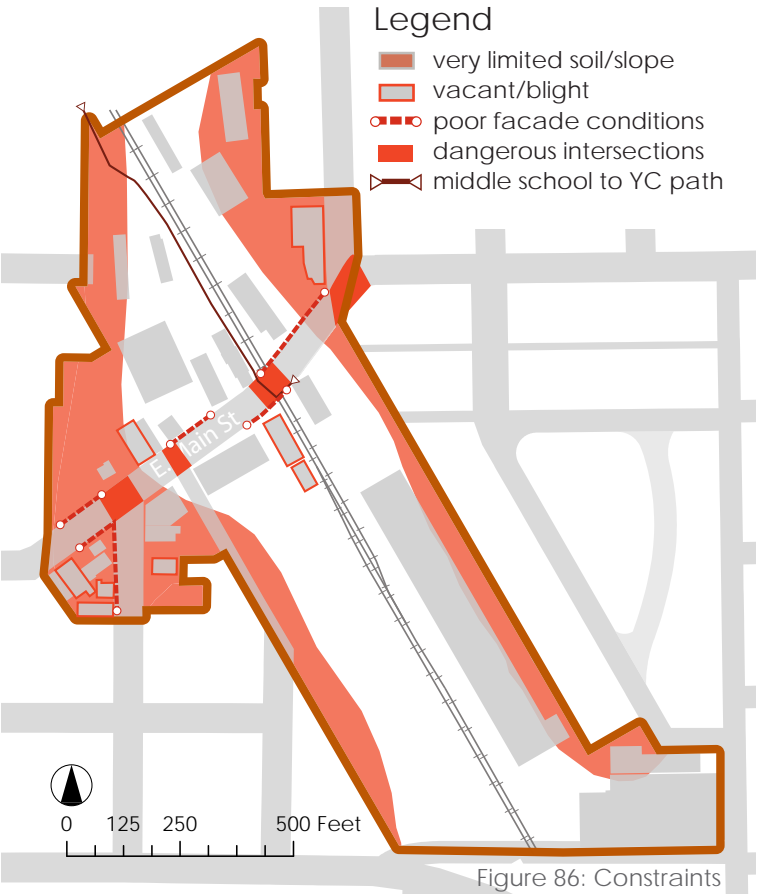 Legend
very limited soil/slope
vacant/blight
poor facade conditions
dangerous intersections
middle school to YC path
E. Main St
0 125 250 500 Feet
Figure 86: Constraints